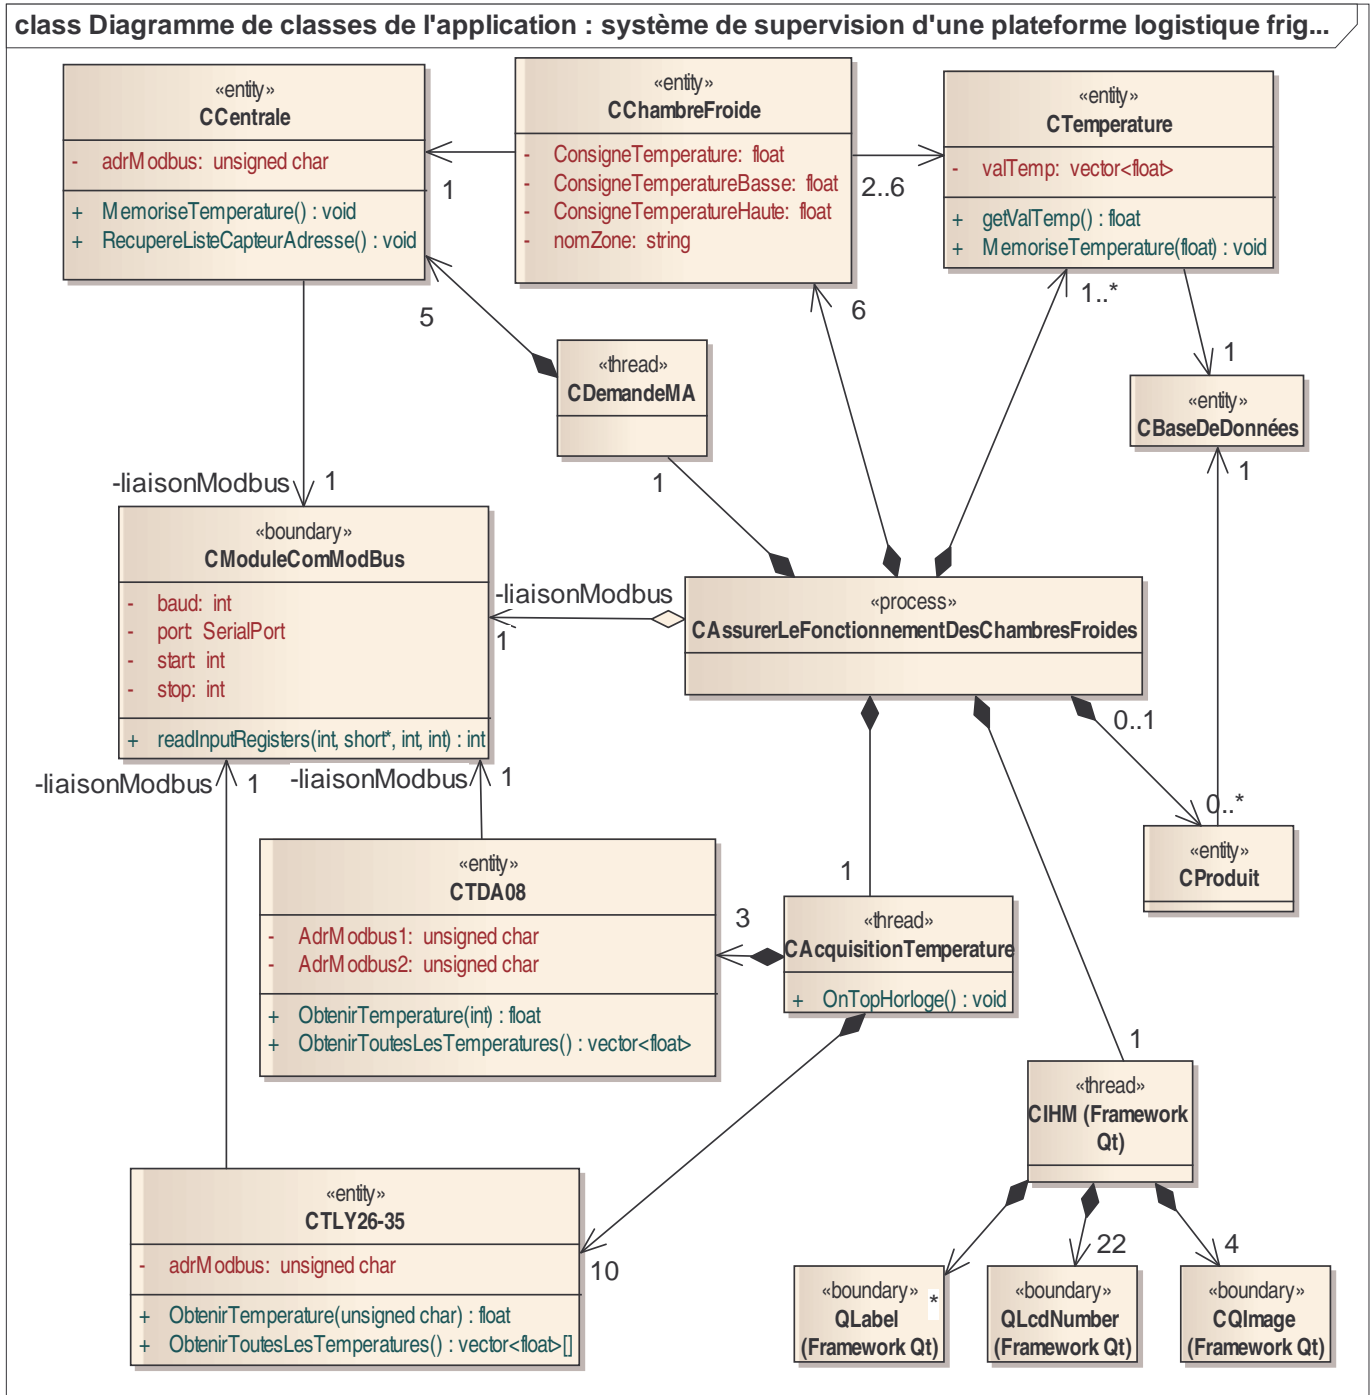 class Diagramme de classes de l'application : système de supervision d'une plateforme logistique frig...
«entity»
CCentrale
- adrModbus: unsigned char
+ MemoriseTemperature() : void
+ RecupereListeCapteurAdresse() : void
«entity»
CChambreFroide
- ConsigneTemperature: float
- ConsigneTemperatureBasse: float
- ConsigneTemperatureHaute: float
- nomZone: string
«entity»
CTemperature
- valTemp: vector<float>
+ getValTemp() : float
+ MemoriseTemperature(float) : void
1
2..6
5
6
1..*
1
«thread»
CDemandeMA
1
«entity»
CBaseDeDonnées
1
-liaisonModbus
1
«boundary»
CModuleComModBus
- baud: int
- port: SerialPort
- start: int
- stop: int
+ readInputRegisters(int, short*, int, int) : int
-liaisonModbus
1
«process»
CAssurerLeFonctionnementDesChambresFroides
0..1
0..*
-liaisonModbus
1
-liaisonModbus
1
«entity»
CProduit
«entity»
CTDA08
- AdrModbus1: unsigned char
- AdrModbus2: unsigned char
+ ObtenirTemperature(int) : float
+ ObtenirToutesLesTemperatures() : vector<float>
3
1
«thread»
CAcquisitionTemperature
+ OnTopHorloge() : void
1
«thread»
CIHM (Framework
Qt)
«entity»
CTLY26-35
- adrModbus: unsigned char
+ ObtenirTemperature(unsigned char) : float
+ ObtenirToutesLesTemperatures() : vector<float>[]
10
*
22
4
«boundary»
QLabel
(Framework Qt)
«boundary»
QLcdNumber
(Framework Qt)
«boundary»
CQImage
(Framework Qt)